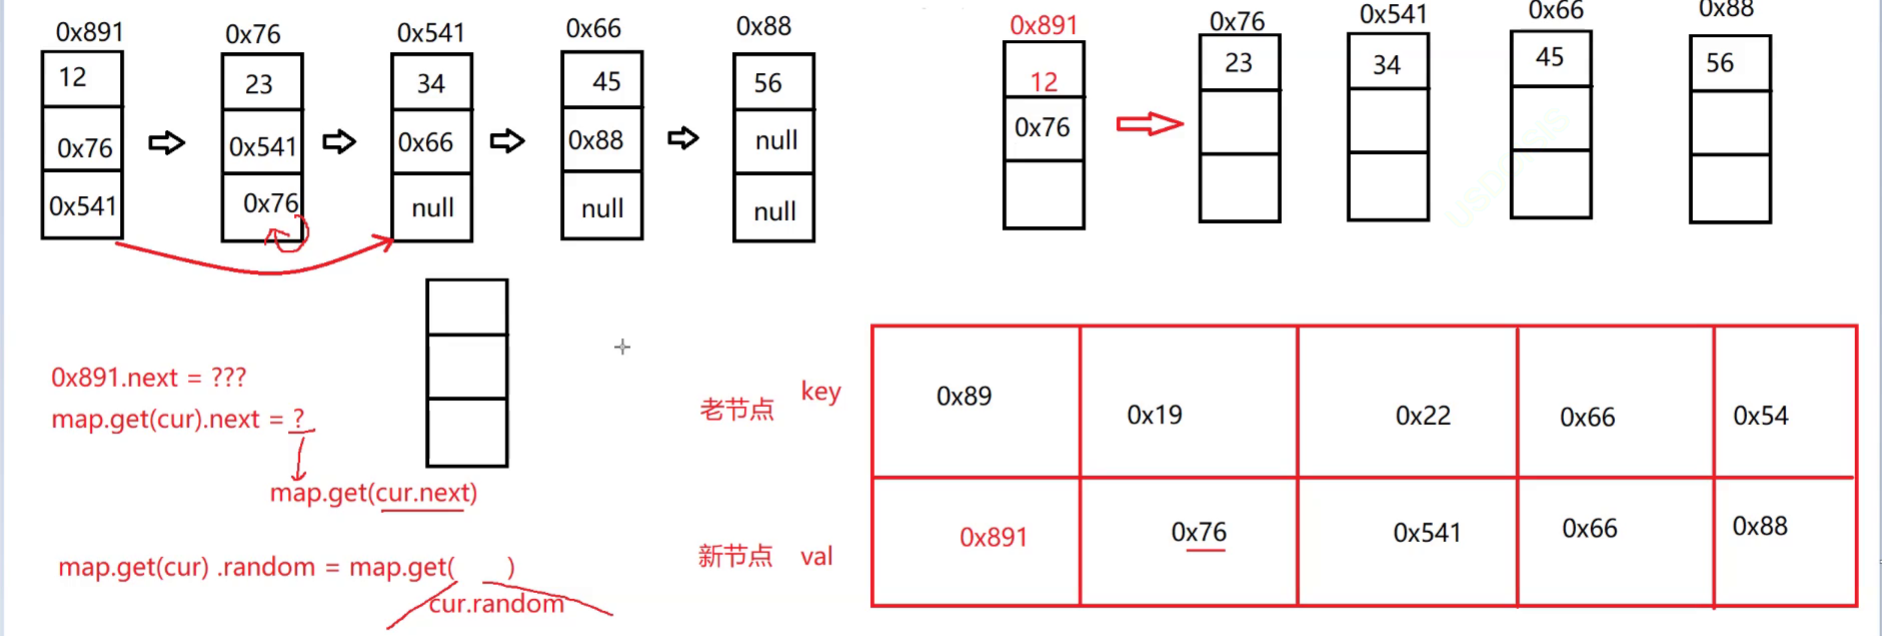 0x891 0x76 0x541 0x66 0x88
12 23 34 45 56
0x76 0x541 0x66 0x88 null
0x541 0x76 null null null
0x891 0x76 0x541 0x66 0x88
12 23 34 45 56
0x76
0x891.next = ???
map.get(cur).next = ?
map.get(cur.next)
map.get(cur) .random = map.get( )
cur.random
老节点 key 0x89 0x19 0x22 0x66 0x54
新节点 val 0x891 0x76 0x541 0x66 0x88